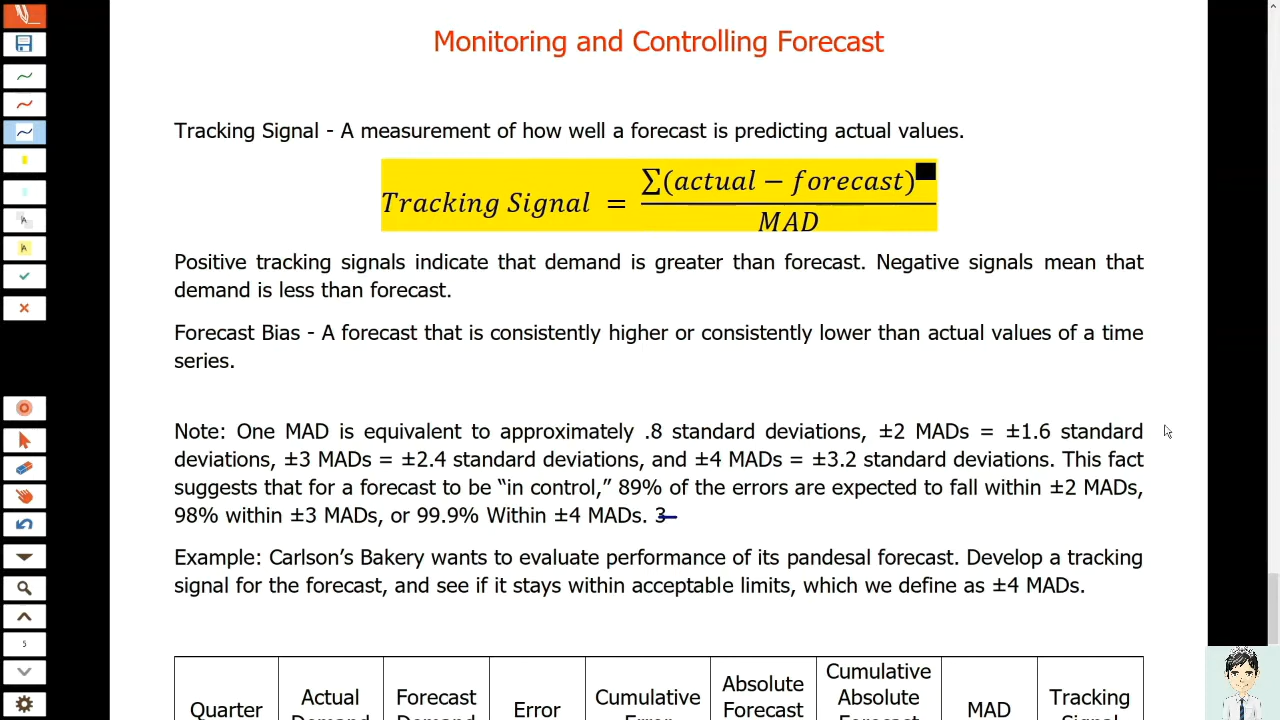 Monitoring and Controlling Forecast
Tracking Signal - A measurement of how well a forecast is predicting actual values.
Tracking Signal = ∑(actual − forecast) / MAD
Positive tracking signals indicate that demand is greater than forecast. Negative signals mean that
demand is less than forecast.
Forecast Bias - A forecast that is consistently higher or consistently lower than actual values of a time
series.
Note: One MAD is equivalent to approximately .8 standard deviations, ±2 MADs = ±1.6 standard
deviations, ±3 MADs = ±2.4 standard deviations, and ±4 MADs = ±3.2 standard deviations. This fact
suggests that for a forecast to be “in control,” 89% of the errors are expected to fall within ±2 MADs,
98% within ±3 MADs, or 99.9% Within ±4 MADs. 3
Example: Carlson’s Bakery wants to evaluate performance of its pandesal forecast. Develop a tracking
signal for the forecast, and see if it stays within acceptable limits, which we define as ±4 MADs.
Quarter
Actual
Demand
Forecast
Demand
Error
Cumulative
Error
Absolute
Forecast
Cumulative
Absolute
Forecast
MAD
Tracking
Signal
5
A
A